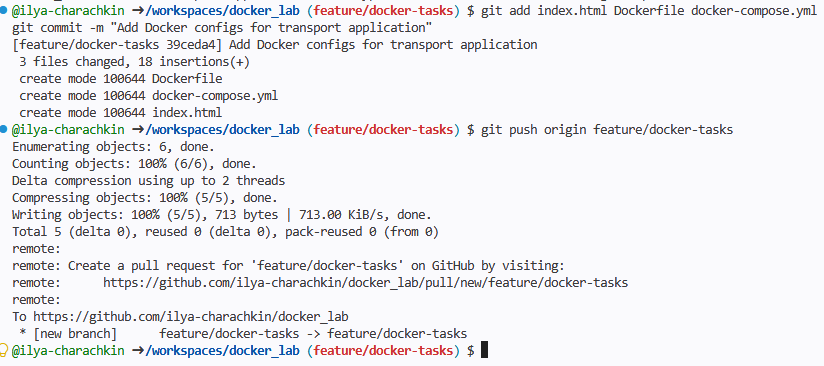 @ilya-charachkin ➜/workspaces/docker_lab (feature/docker-tasks) $ git add index.html Dockerfile docker-compose.yml
git commit -m "Add Docker configs for transport application"
[feature/docker-tasks 39ceda4] Add Docker configs for transport application
 3 files changed, 18 insertions(+)
 create mode 100644 Dockerfile
 create mode 100644 docker-compose.yml
 create mode 100644 index.html
@ilya-charachkin ➜/workspaces/docker_lab (feature/docker-tasks) $ git push origin feature/docker-tasks
Enumerating objects: 6, done.
Counting objects: 100% (6/6), done.
Delta compression using up to 2 threads
Compressing objects: 100% (5/5), done.
Writing objects: 100% (5/5), 713 bytes | 713.00 KiB/s, done.
Total 5 (delta 0), reused 0 (delta 0), pack-reused 0 (from 0)
remote:
remote: Create a pull request for 'feature/docker-tasks' on GitHub by visiting:
remote:      https://github.com/ilya-charachkin/docker_lab/pull/new/feature/docker-tasks
remote:
To https://github.com/ilya-charachkin/docker_lab
 * [new branch]      feature/docker-tasks -> feature/docker-tasks
@ilya-charachkin ➜/workspaces/docker_lab (feature/docker-tasks) $